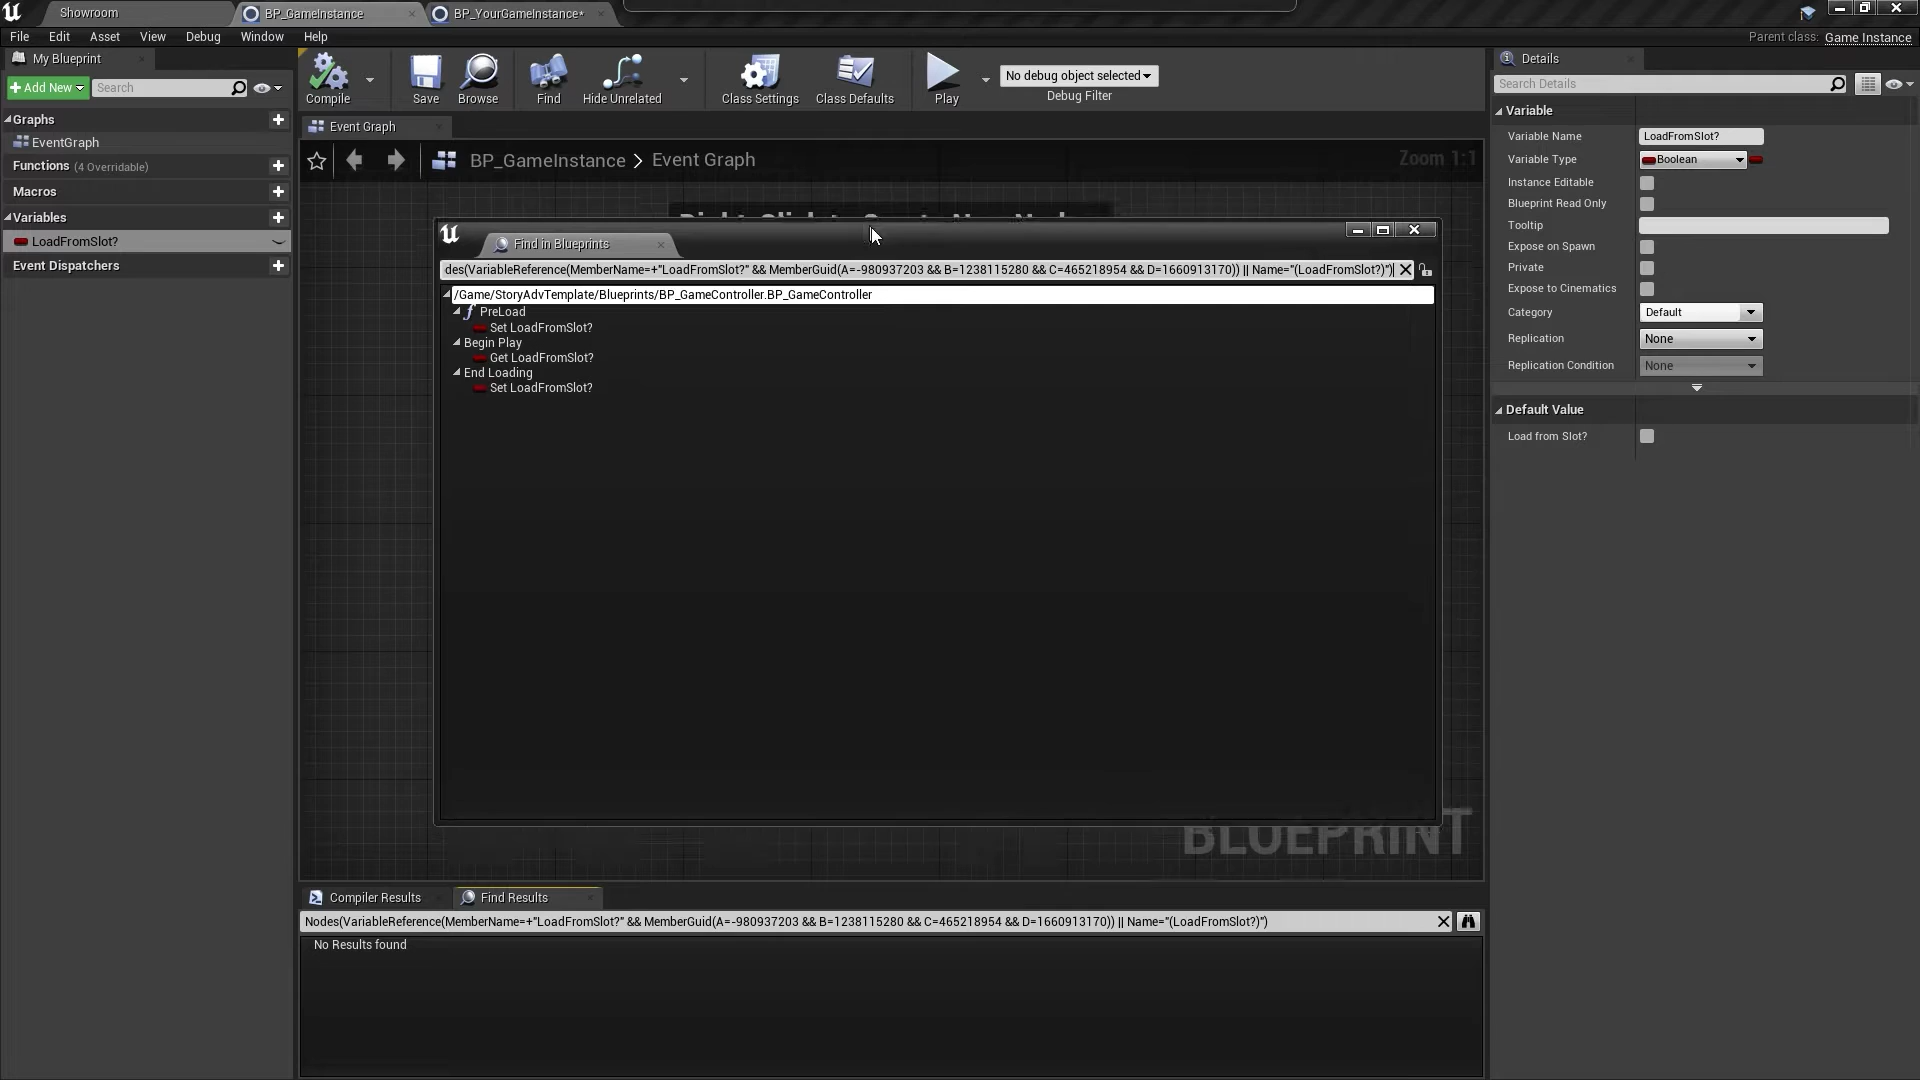 Showroom
BP_GameInstance
BP_YourGameInstance*
File Edit Asset View Debug Window Help
Parent class: Game Instance
My Blueprint
Add New
Search
Compile
Save
Browse
Find
Hide Unrelated
Class Settings
Class Defaults
Play
No debug object selected
Debug Filter
Details
Search Details
Graphs
EventGraph
Functions (4 Overridable)
Macros
Variables
LoadFromSlot?
Event Dispatchers
Event Graph
BP_GameInstance > Event Graph
Zoom 1:1
Find in Blueprints
des(VariableReference(MemberName=+"LoadFromSlot?" && MemberGuid(A=-980937203 && B=1238115280 && C=465218954 && D=1660913170)) || Name="(LoadFromSlot?)")
/Game/StoryAdvTemplate/Blueprints/BP_GameController.BP_GameController
PreLoad
Set LoadFromSlot?
Begin Play
Get LoadFromSlot?
End Loading
Set LoadFromSlot?
BLUEPRINT
Variable
Variable Name LoadFromSlot?
Variable Type Boolean
Instance Editable
Blueprint Read Only
Tooltip
Expose on Spawn
Private
Expose to Cinematics
Category Default
Replication None
Replication Condition None
Default Value
Load from Slot?
Compiler Results
Find Results
Nodes(VariableReference(MemberName=+"LoadFromSlot?" && MemberGuid(A=-980937203 && B=1238115280 && C=465218954 && D=1660913170)) || Name="(LoadFromSlot?)")
No Results found